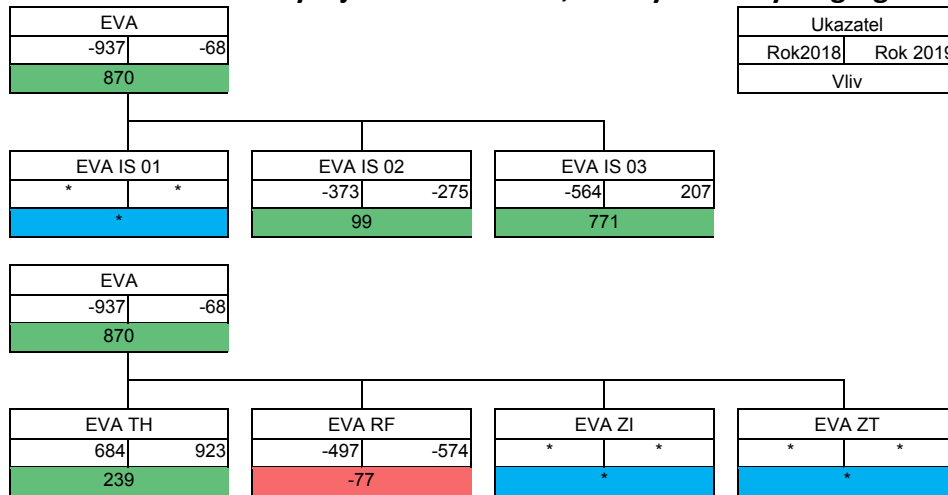 EVA
-937 -68
870
Ukazatel
Rok2018 Rok 2019
Vliv
EVA IS 01 EVA IS 02 EVA IS 03
* * -373 -275 -564 207
* 99 771
EVA
-937 -68
870
EVA TH EVA RF EVA ZI EVA ZT
684 923 -497 -574 * * * *
239 -77 * *